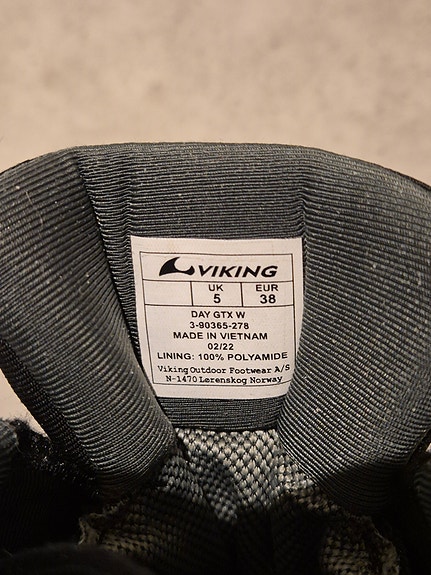 VIKING
UK EUR
5 38
DAY GTX W
3-90365-278
MADE IN VIETNAM
02/22
LINING: 100% POLYAMIDE
Viking Outdoor Footwear A/S
N-1470 Lørenskog Norway